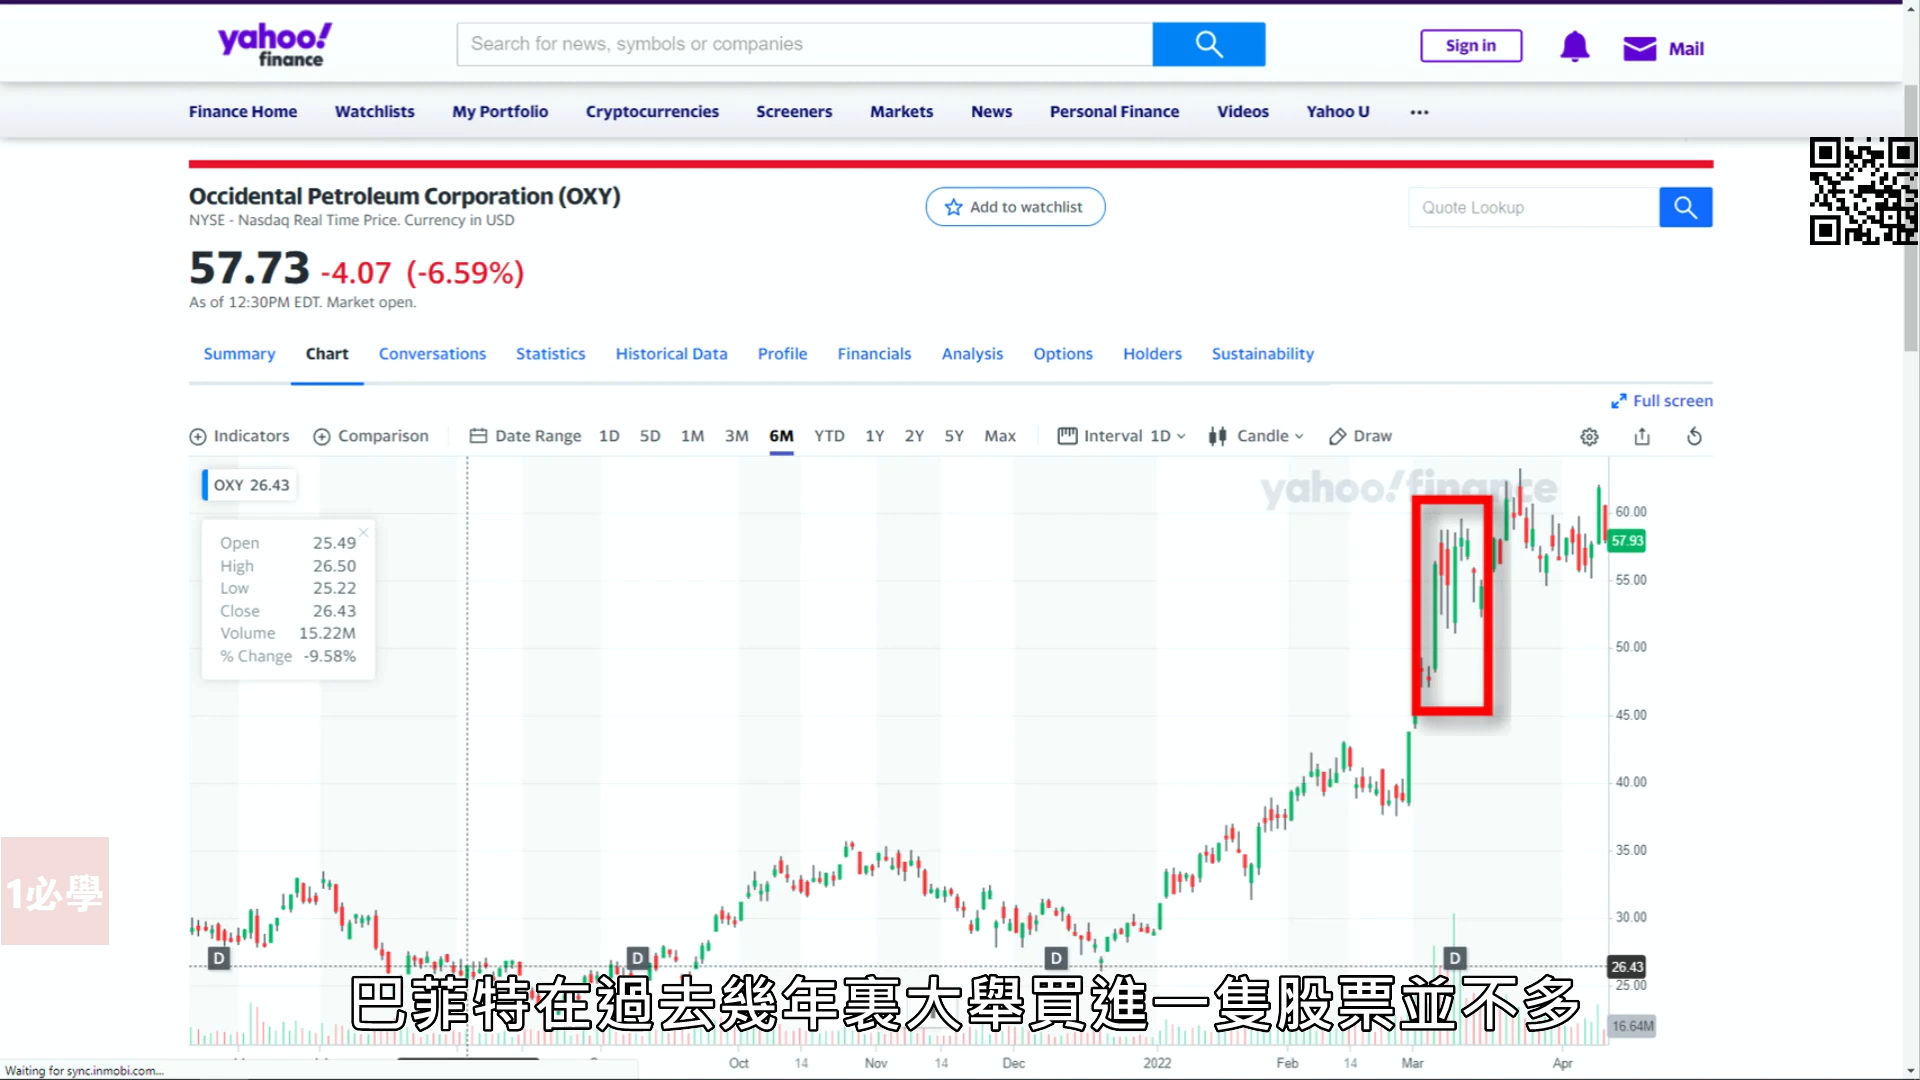 yahoo!
finance
Search for news, symbols or companies
Sign in
Mail
Finance Home Watchlists My Portfolio Cryptocurrencies Screeners Markets News Personal Finance Videos Yahoo U ...
Occidental Petroleum Corporation (OXY)
NYSE - Nasdaq Real Time Price. Currency in USD
Add to watchlist
Quote Lookup
57.73 -4.07 (-6.59%)
As of 12:30PM EDT. Market open.
Summary Chart Conversations Statistics Historical Data Profile Financials Analysis Options Holders Sustainability
Full screen
Indicators Comparison Date Range 1D 5D 1M 3M 6M YTD 1Y 2Y 5Y Max Interval 1D Candle Draw
OXY 26.43
yahoo!finance
Open 25.49
High 26.50
Low 25.22
Close 26.43
Volume 15.22M
% Change -9.58%
60.00
57.93
55.00
50.00
45.00
40.00
35.00
30.00
26.43
25.00
16.64M
D D D D
1必學
巴菲特在過去幾年裏大舉買進一隻股票並不多
Oct 14 Nov 14 Dec 2022 Feb 14 Mar Apr
Waiting for sync.inmobi.com...